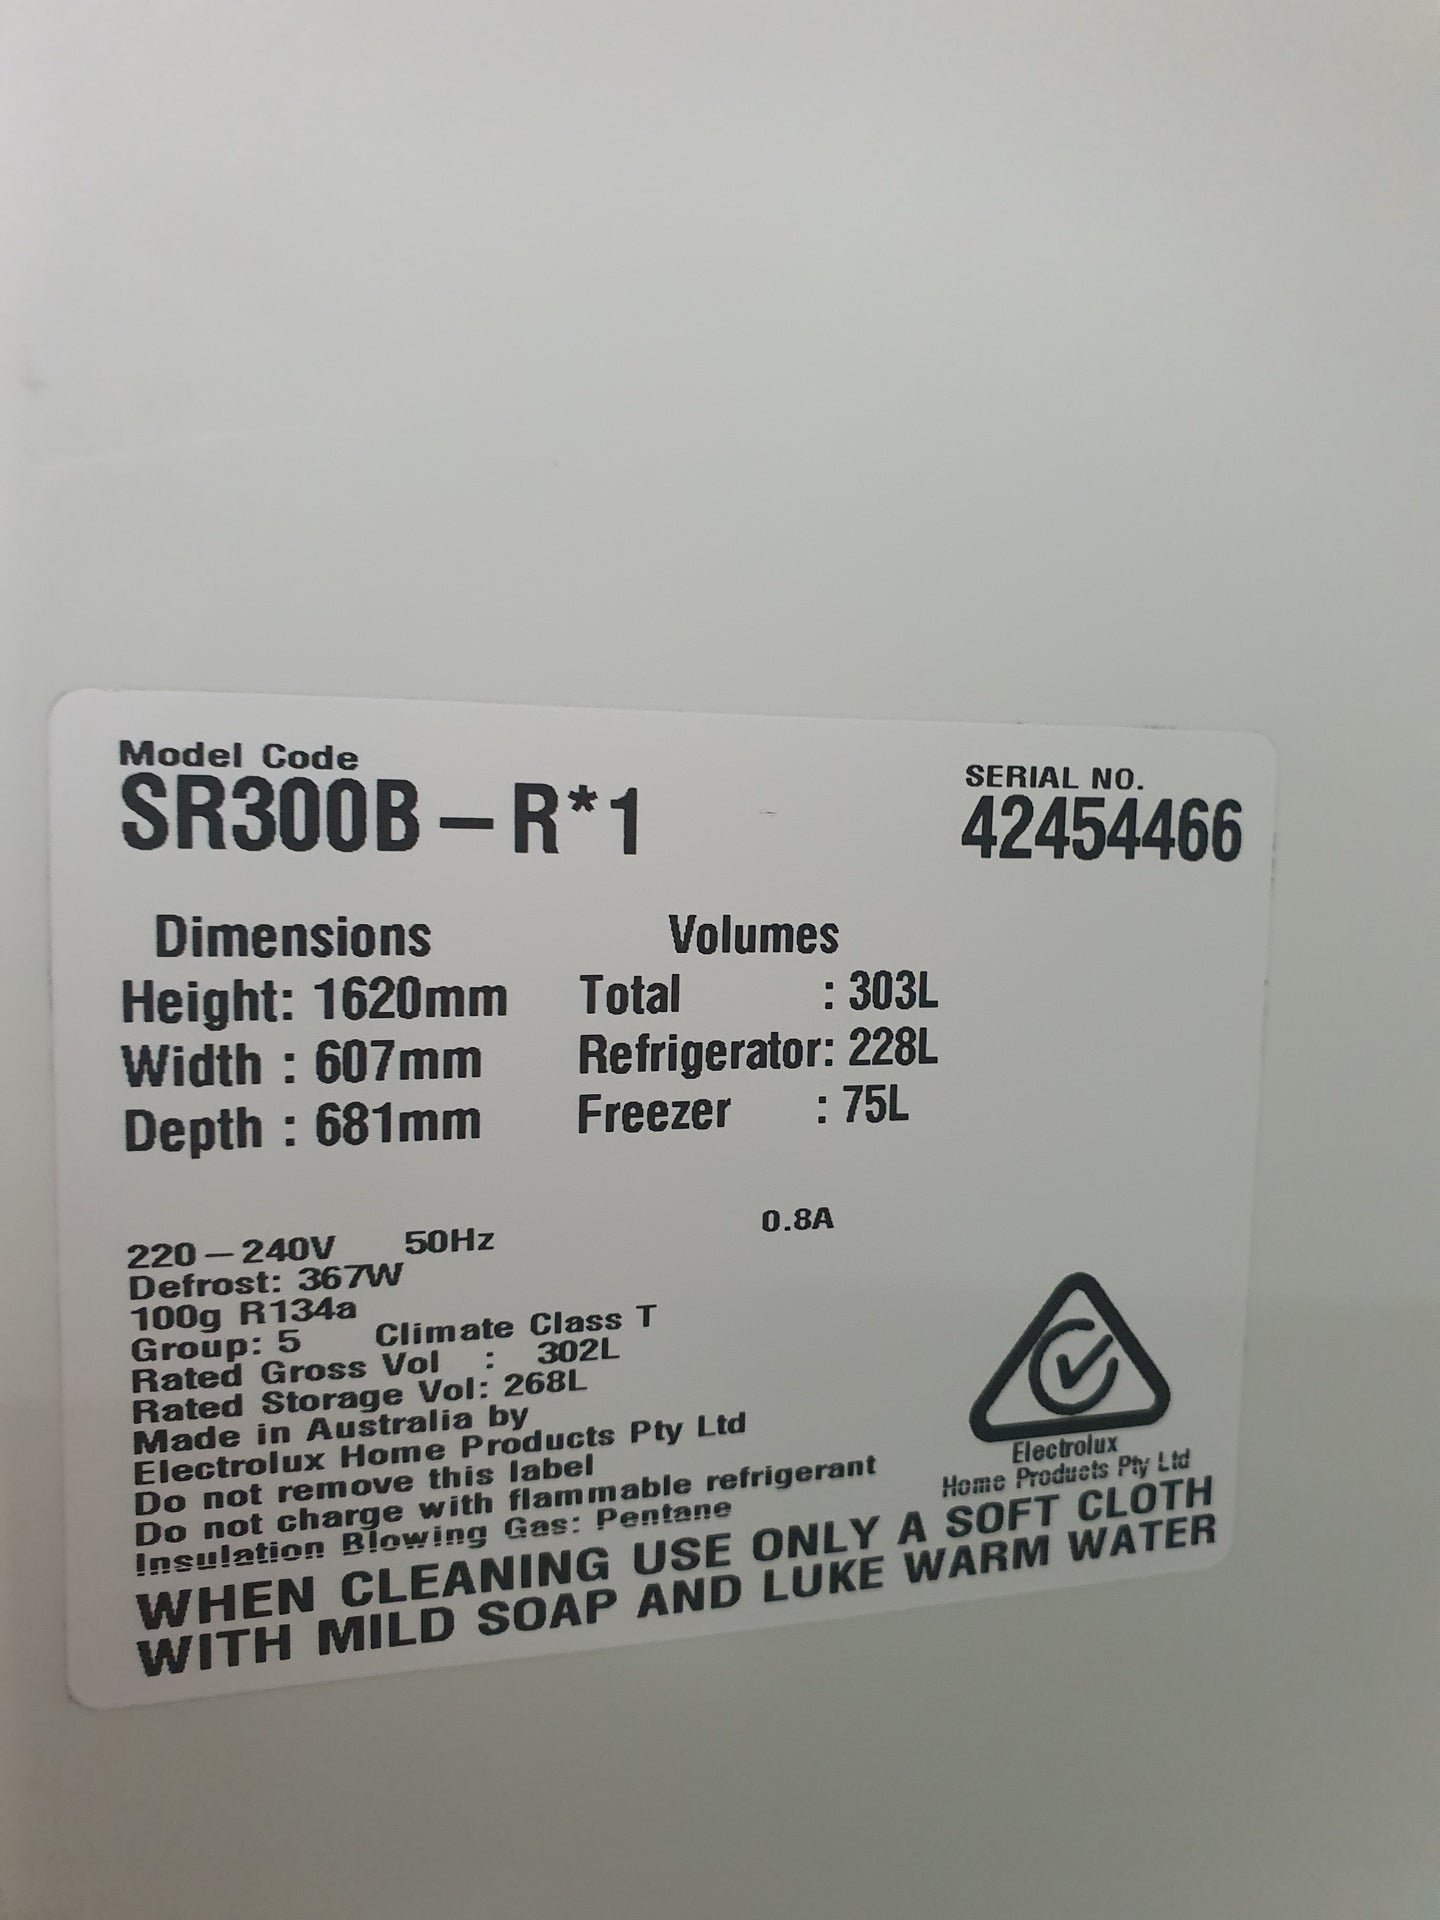 Model Code
SR300B-R*1
SERIAL NO.
42454466
Dimensions
Height: 1620mm
Width : 607mm
Depth : 681mm
Volumes
Total : 303L
Refrigerator: 228L
Freezer : 75L
220-240V 50Hz 0.8A
Defrost: 367W
100g R134a
Group: 5 Climate Class T
Rated Gross Vol : 302L
Rated Storage Vol: 268L
Made in Australia by
Electrolux Home Products Pty Ltd
Do not remove this label
Do not charge with flammable refrigerant
Insulation Blowing Gas: Pentane
Electrolux
Home Products Pty Ltd
WHEN CLEANING USE ONLY A SOFT CLOTH
WITH MILD SOAP AND LUKE WARM WATER